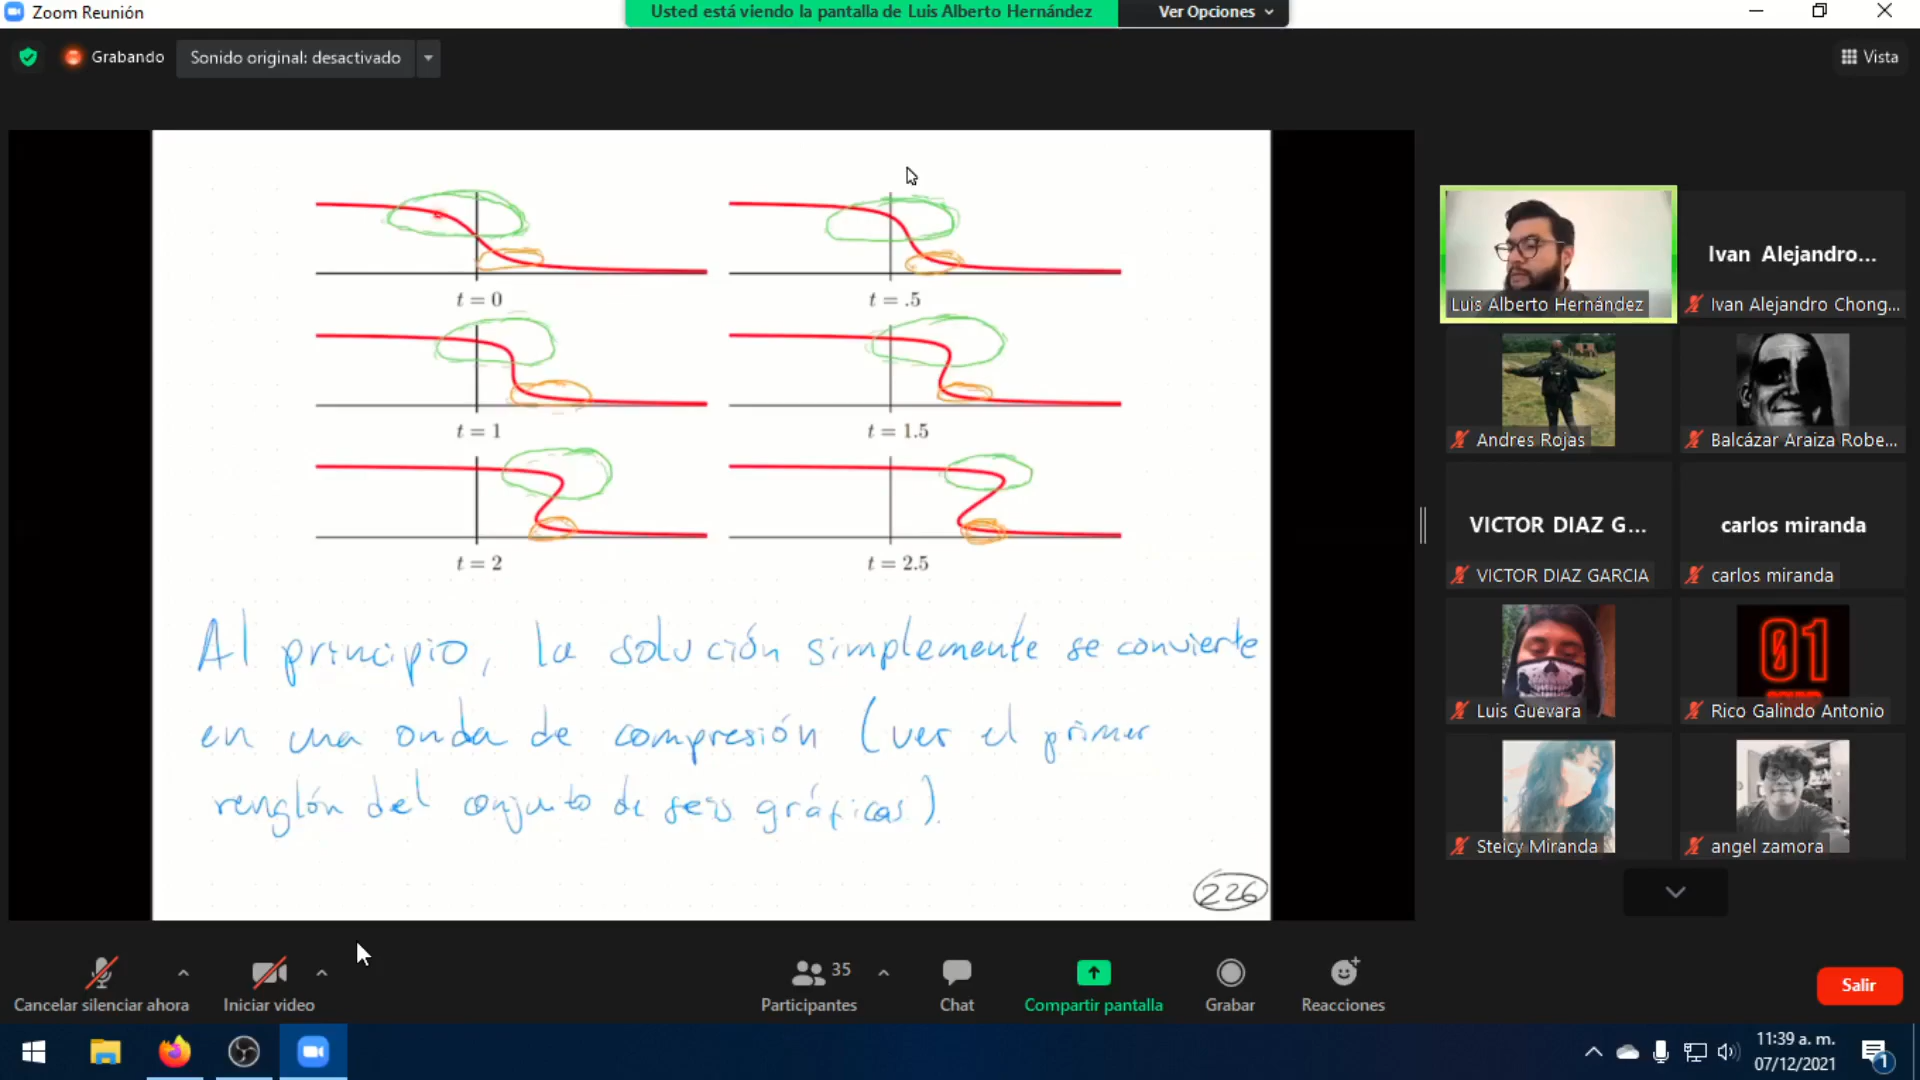 Zoom Reunión
Usted está viendo la pantalla de Luis Alberto Hernández
Ver Opciones
Grabando
Sonido original: desactivado
Vista
t = 0
t = .5
t = 1
t = 1.5
t = 2
t = 2.5
Al principio, la solución simplemente se convierte
en una onda de compresión (ver el primer
renglón del conjunto de seis gráficas).
226
Luis Alberto Hernández
Ivan Alejandro...
Ivan Alejandro Chong...
Andres Rojas
Balcázar Araiza Robe...
VICTOR DIAZ G...
VICTOR DIAZ GARCIA
carlos miranda
carlos miranda
Luis Guevara
01
Rico Galindo Antonio
Steicy Miranda
angel zamora
Cancelar silenciar ahora
Iniciar video
35
Participantes
Chat
Compartir pantalla
Grabar
Reacciones
Salir
11:39 a. m.
07/12/2021
1